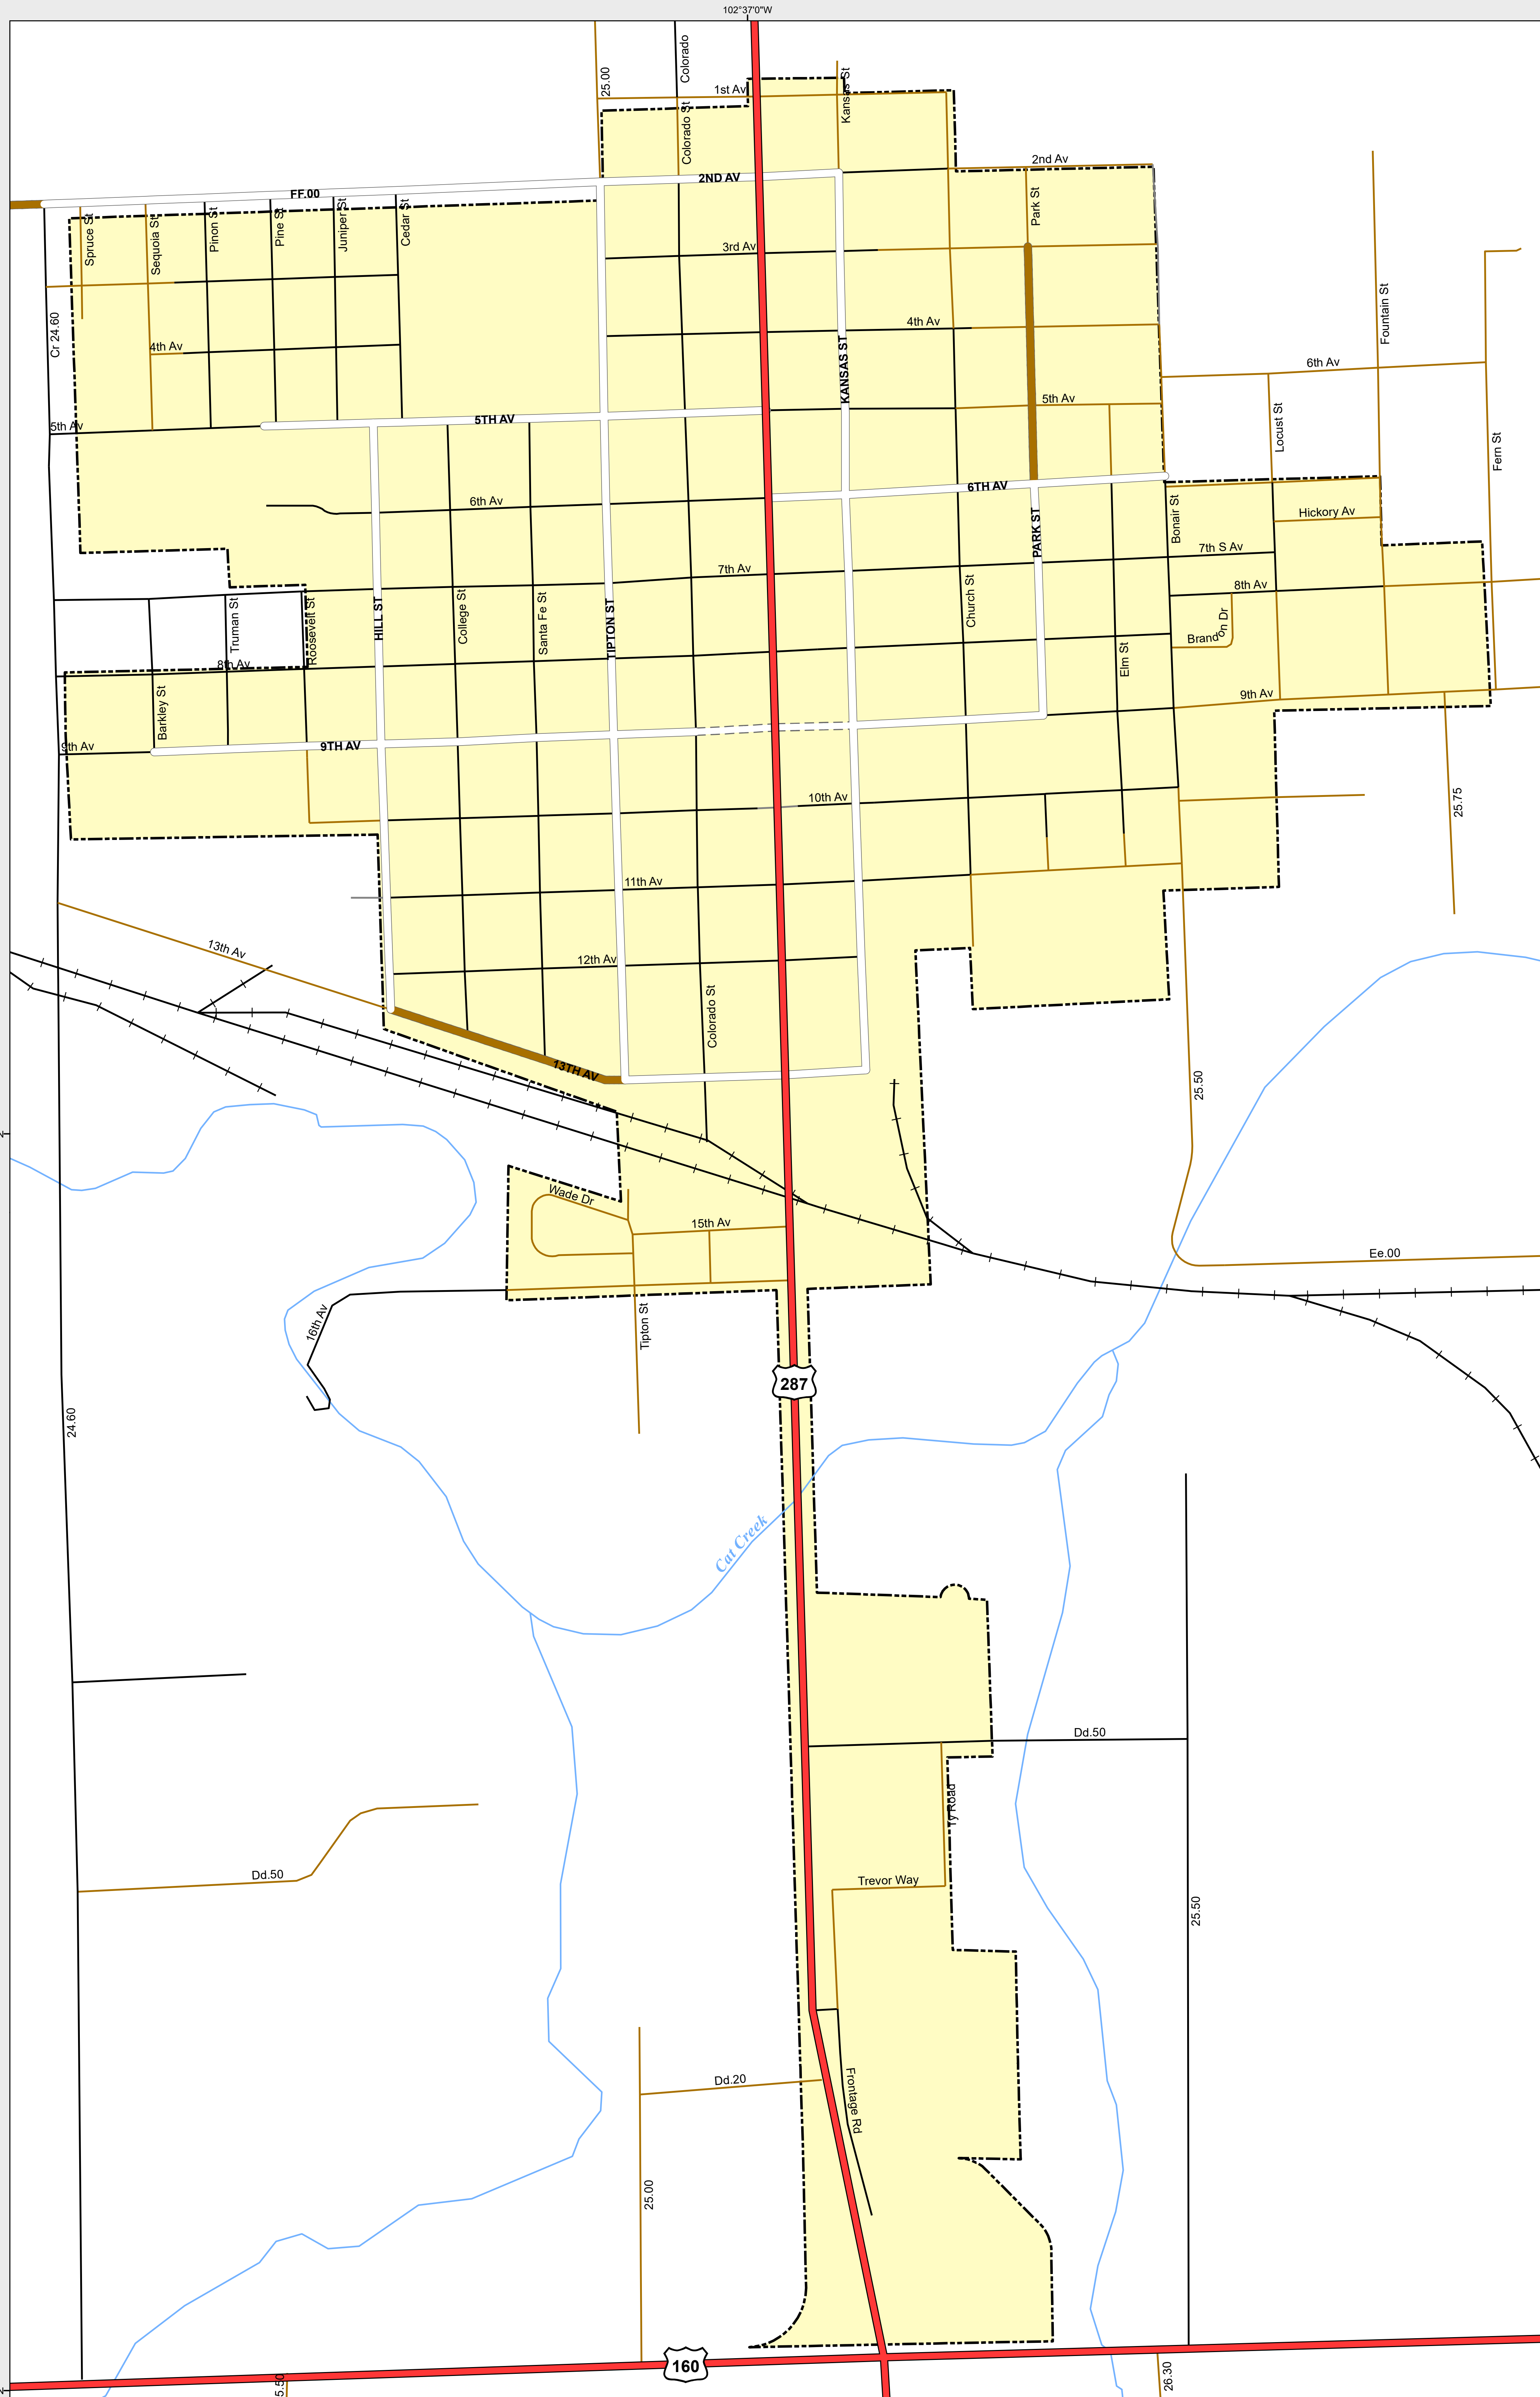 102°37'0"W
25.00
Colorado
Colorado St
1st Av
Kansas St
2nd Av
2ND AV
FF.00
Spruce St
Sequoia St
Pinon St
Pine St
Juniper St
Cedar St
Park St
3rd Av
4th Av
4th Av
Cr 24.60
KANSAS ST
Fountain St
6th Av
Locust St
Fern St
5th Av
5TH AV
5th Av
6th Av
6TH AV
PARK ST
Bonair St
Hickory Av
7th S Av
7th Av
8th Av
Truman St
Roosevelt St
HILL ST
College St
Santa Fe St
TIPTON ST
Church St
Brandon Dr
Elm St
8th Av
Barkley St
9th Av
9th Av
9TH AV
10th Av
25.75
11th Av
13th Av
12th Av
Colorado St
13TH AV
25.50
Wade Dr
15th Av
Ee.00
16th Av
Tipton St
287
24.60
Cat Creek
Dd.50
Ty Road
Dd.50
Trevor Way
25.50
Dd.20
Frontage Rd
25.00
160
26.30